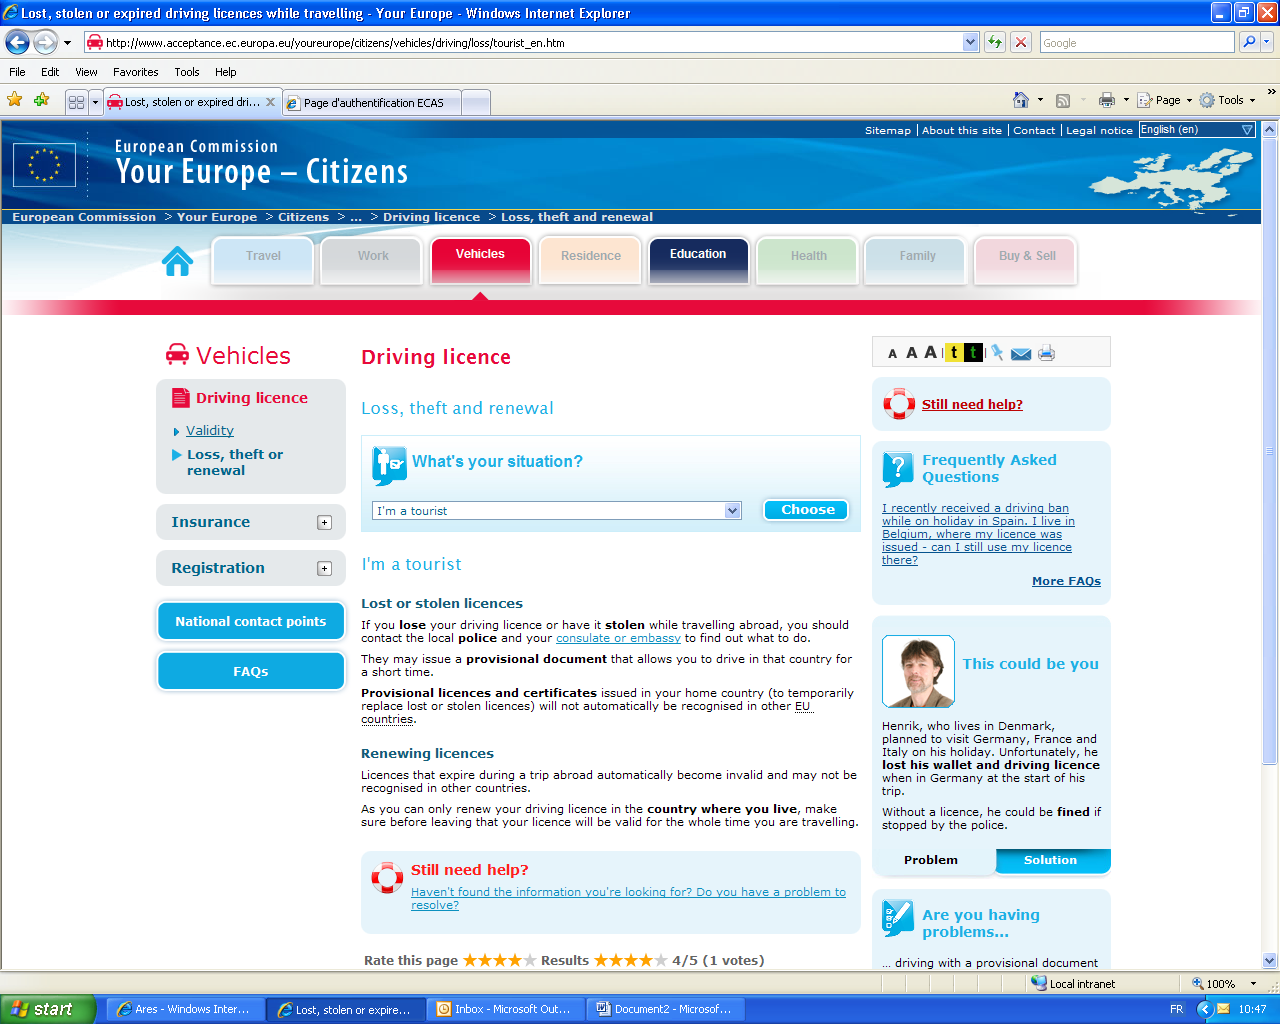 Lost, stolen or expired driving licences while travelling - Your Europe - Windows Internet Explorer
http://www.acceptance.ec.europa.eu/youreurope/citizens/vehicles/driving/loss/tourist_en.htm
Google
File Edit View Favorites Tools Help
Lost, stolen or expired dri...
Page d'authentification ECAS
Page
Tools
Sitemap | About this site | Contact | Legal notice
English (en)
European Commission
Your Europe – Citizens
European Commission > Your Europe > Citizens > ... > Driving licence > Loss, theft and renewal
Travel
Work
Vehicles
Residence
Education
Health
Family
Buy & Sell
Vehicles
Driving licence
Validity
Loss, theft or
renewal
Insurance
Registration
National contact points
FAQs
Driving licence
Loss, theft and renewal
What's your situation?
I'm a tourist
Choose
I'm a tourist
Lost or stolen licences
If you lose your driving licence or have it stolen while travelling abroad, you should
contact the local police and your consulate or embassy to find out what to do.
They may issue a provisional document that allows you to drive in that country for
a short time.
Provisional licences and certificates issued in your home country (to temporarily
replace lost or stolen licences) will not automatically be recognised in other EU
countries.
Renewing licences
Licences that expire during a trip abroad automatically become invalid and may not be
recognised in other countries.
As you can only renew your driving licence in the country where you live, make
sure before leaving that your licence will be valid for the whole time you are travelling.
Still need help?
Haven't found the information you're looking for? Do you have a problem to
resolve?
Rate this page
Results
4/5 (1 votes)
A A A | t t |
Still need help?
Frequently Asked
Questions
I recently received a driving ban
while on holiday in Spain. I live in
Belgium, where my licence was
issued - can I still use my licence
there?
More FAQs
This could be you
Henrik, who lives in Denmark,
planned to visit Germany, France and
Italy on his holiday. Unfortunately, he
lost his wallet and driving licence
when in Germany at the start of his
trip.
Without a licence, he could be fined if
stopped by the police.
Problem
Solution
Are you having
problems...
... driving with a provisional document
Local intranet
100%
start
Ares - Windows Inter...
Lost, stolen or expire...
Inbox - Microsoft Out...
Document2 - Microsof...
FR
10:47